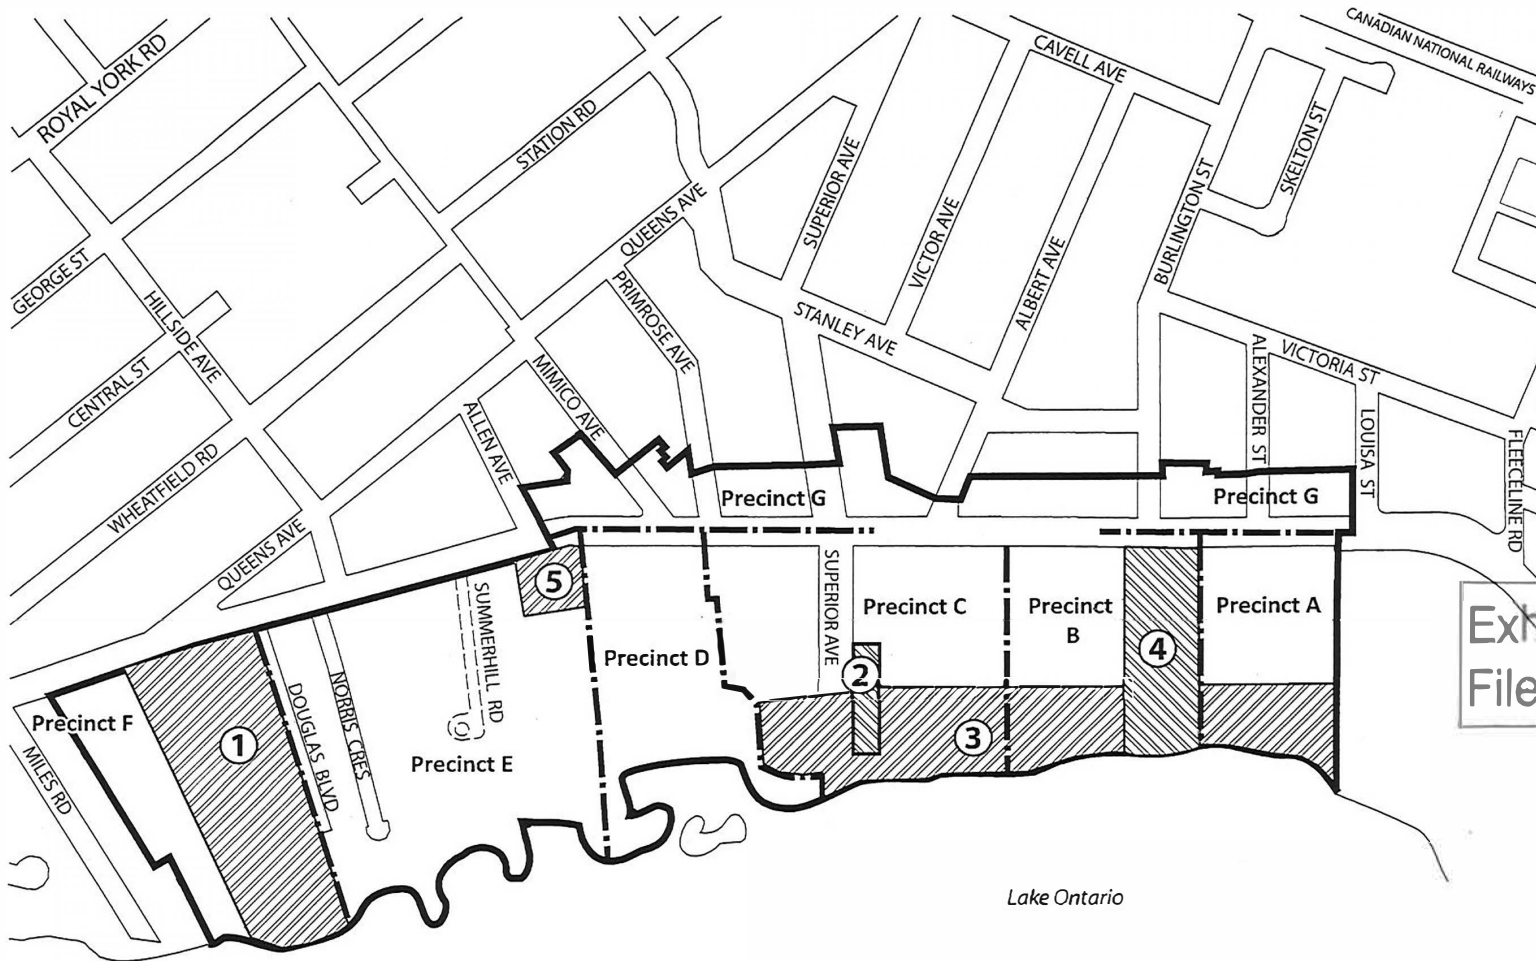 CANADIAN NATIONAL RAILWAYS
CAVELL AVE
ROYAL YORK RD
STATION RD
SKELTON ST
SUPERIOR AVE
QUEENS AVE
BURLINGTON ST
VICTOR AVE
ALBERT AVE
GEORGE ST
HILLSIDE AVE
PRIMROSE AVE
STANLEY AVE
ALEXANDER ST
VICTORIA ST
CENTRAL ST
MIMICO AVE
ALLEN AVE
LOUISA ST
FLEECELINE RD
WHEATFIELD RD
Precinct G
Precinct G
QUEENS AVE
5
SUMMERHILL RD
SUPERIOR AVE
Precinct C
Precinct
B
Precinct A
4
Precinct D
2
NORRIS CRES
DOUGLAS BLVD
Precinct F
1
3
Precinct E
MILES RD
Lake Ontario
File